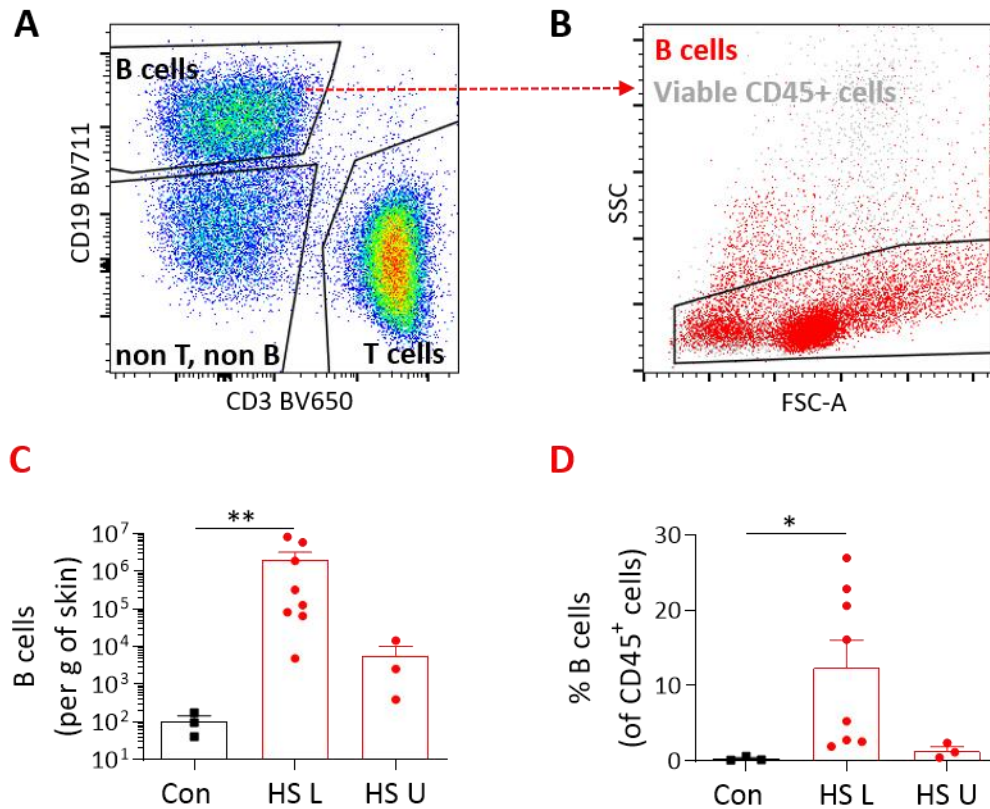 A
B
B cells
B cells
Viable CD45+ cells
CD19 BV711
SSC
non T, non B
T cells
CD3 BV650
FSC-A
C
D
**
*
B cells
(per g of skin)
10⁷
10⁶
10⁵
10⁴
10³
10²
10¹
% B cells
(of CD45⁺ cells)
30
20
10
0
Con
HS L
HS U
Con
HS L
HS U